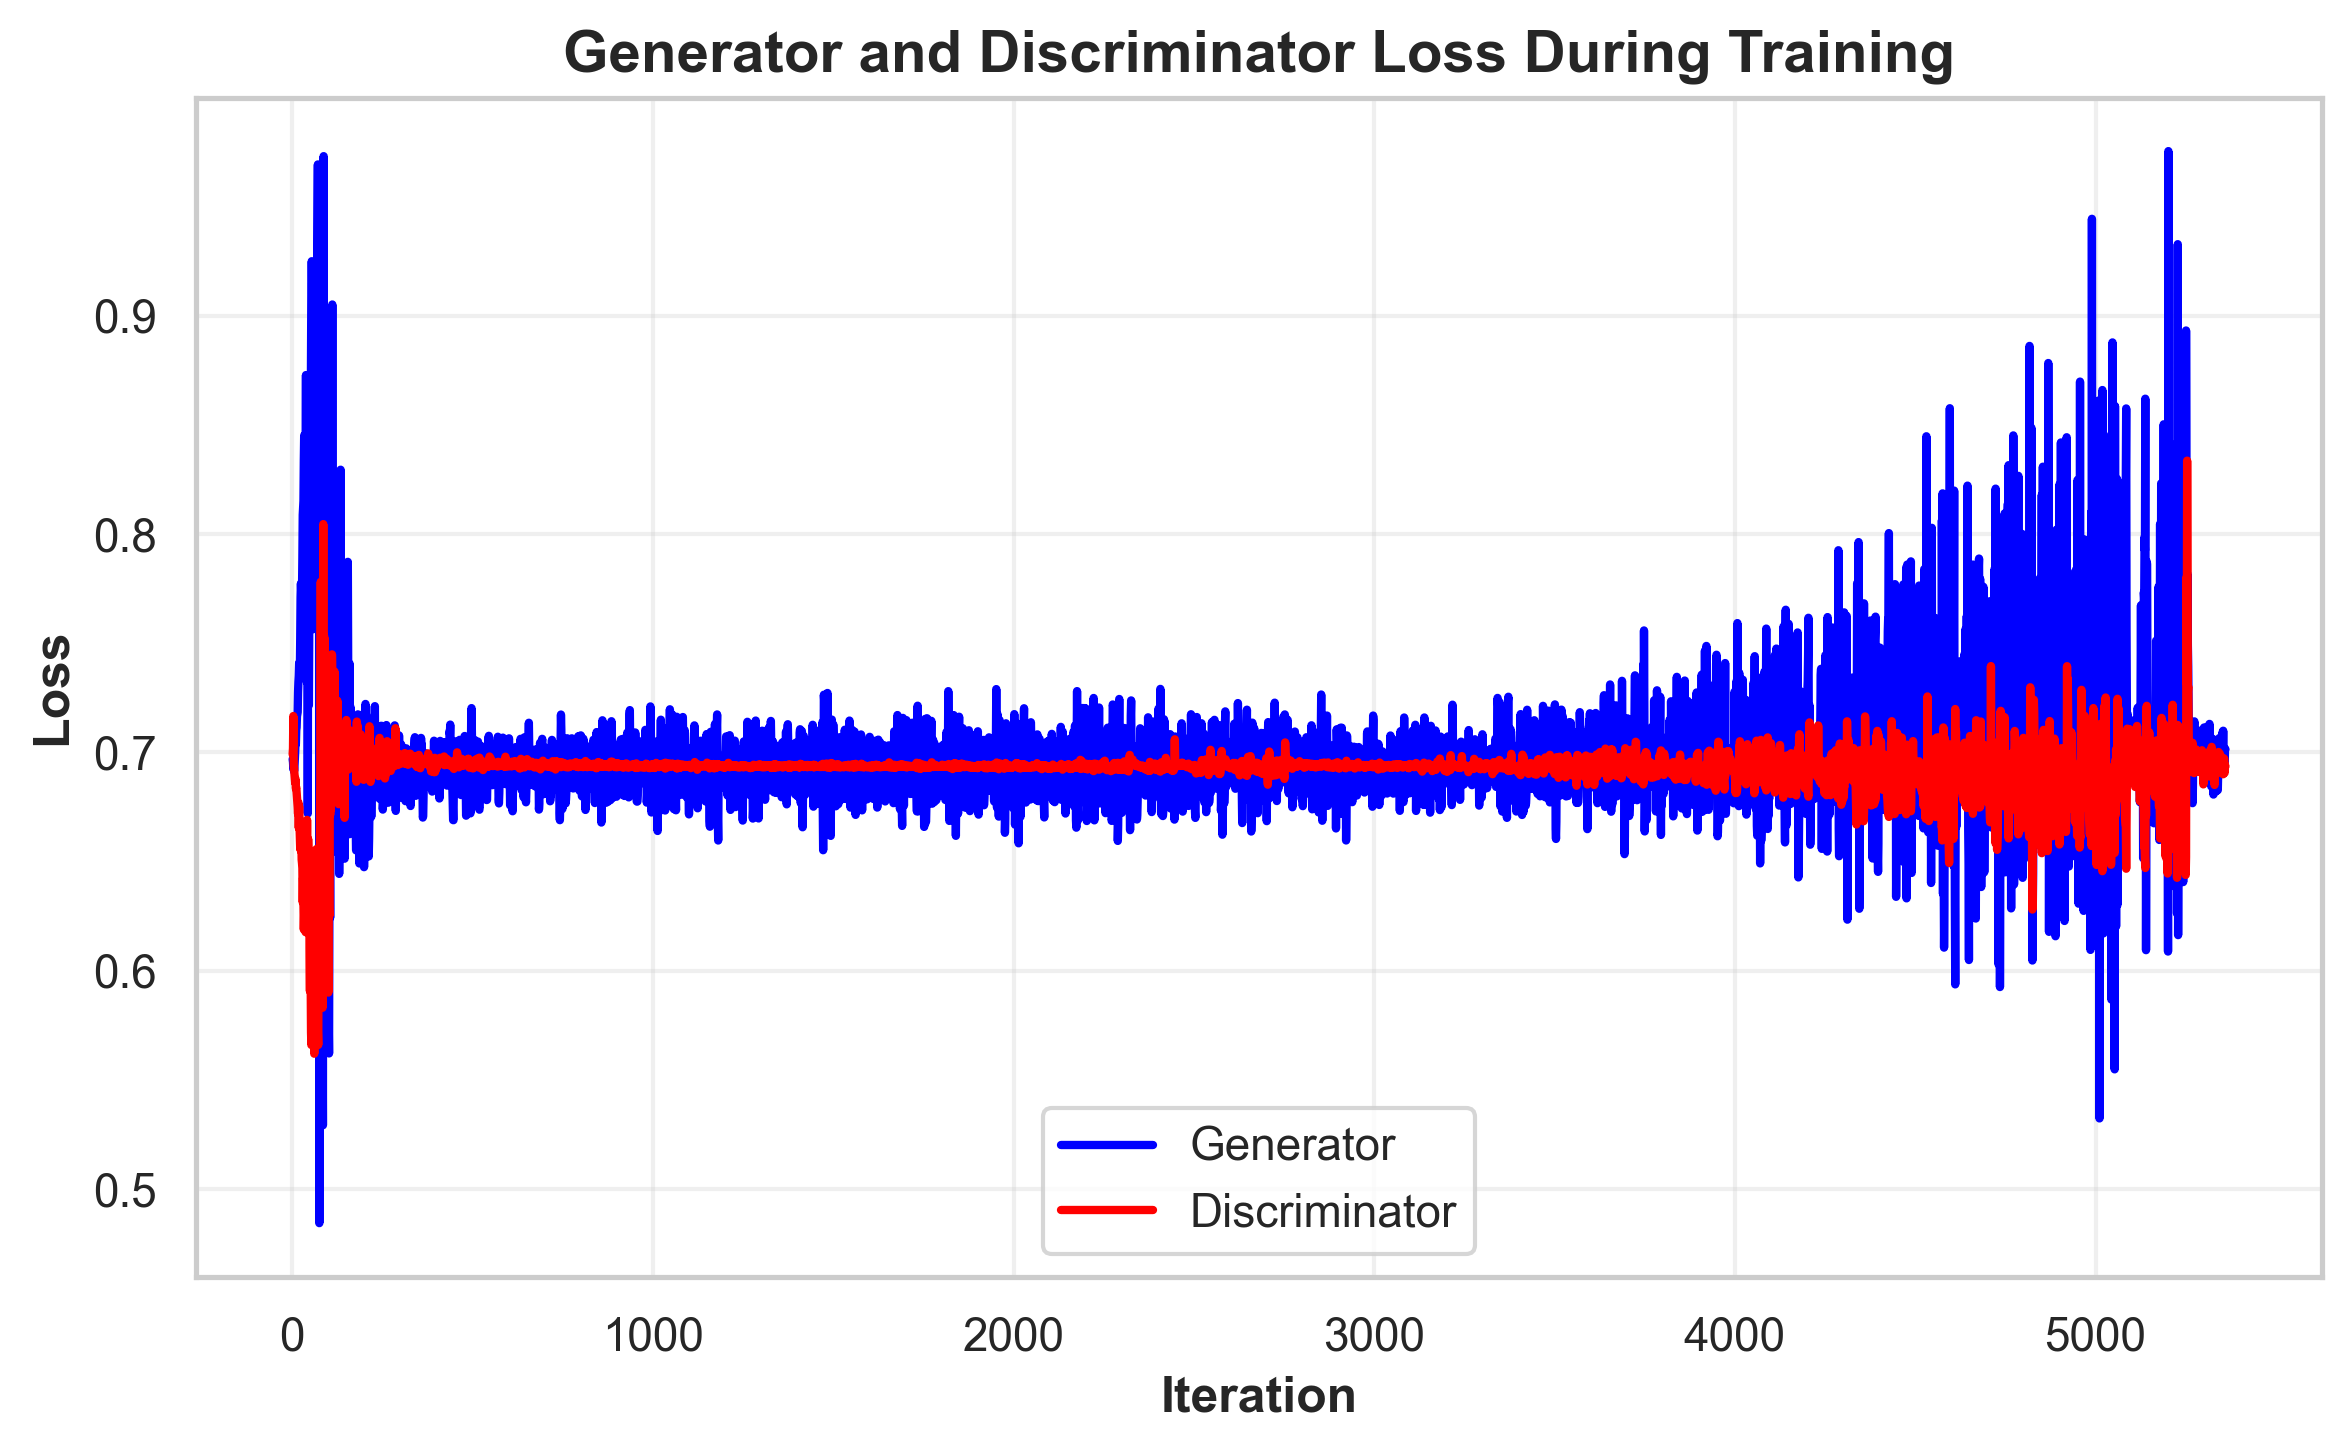 Generator and Discriminator Loss During Training
Loss
0.9
0.8
0.7
0.6
0.5
Generator
Discriminator
0 1000 2000 3000 4000 5000
Iteration